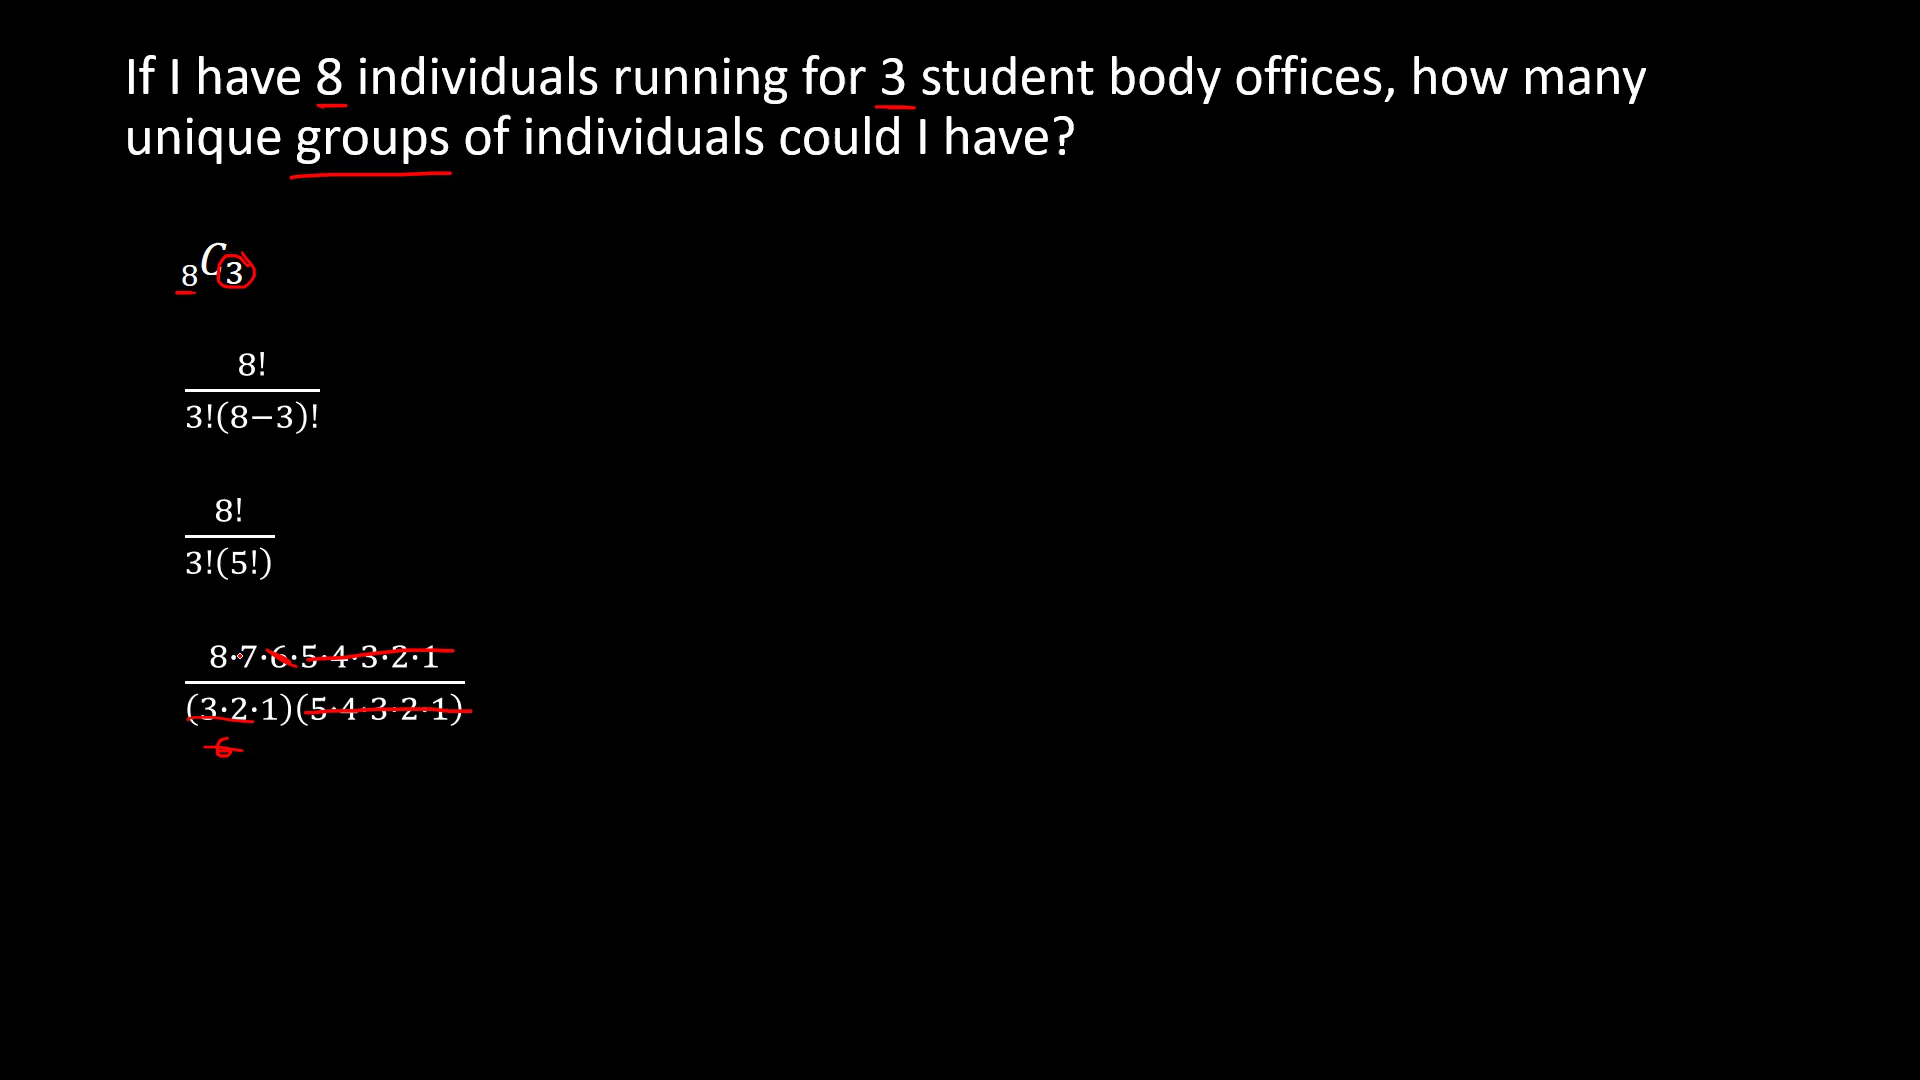 If I have 8 individuals running for 3 student body offices, how many
unique groups of individuals could I have?
₈C₃
8!
3!(8−3)!
8!
3!(5!)
8·7·6·5·4·3·2·1
(3·2·1)(5·4·3·2·1)
6